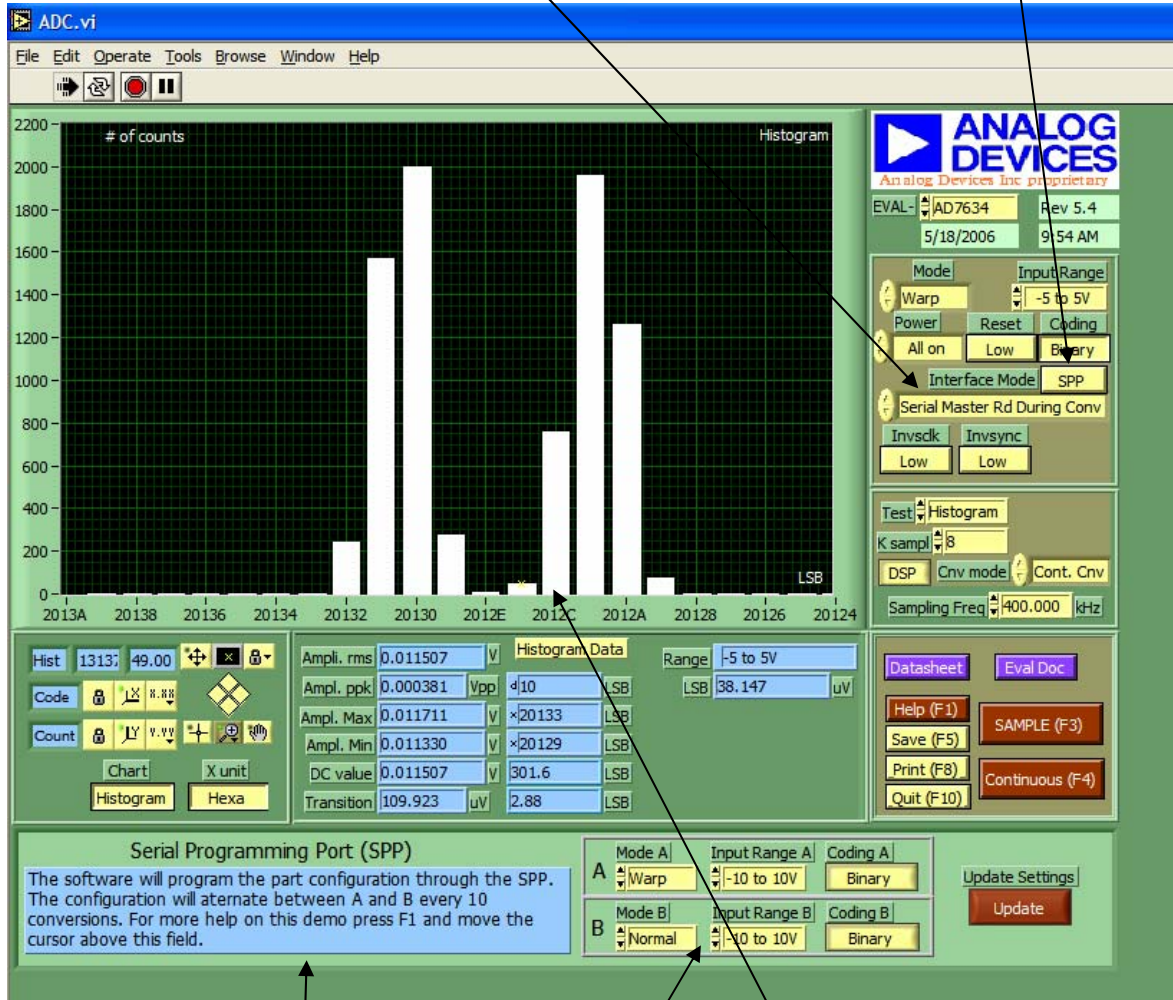 ADC.vi
File Edit Operate Tools Browse Window Help
# of counts
Histogram
2200
2000
1800
1600
1400
1200
1000
800
600
400
200
0
LSB
2013A 20138 20136 20134 20132 20130 2012E 2012C 2012A 20128 20126 20124
ANALOG
DEVICES
Analog Devices Inc proprietary
EVAL- AD7634 Rev 5.4
5/18/2006 9:54 AM
Mode Input Range
Warp -5 to 5V
Power Reset Coding
All on Low Binary
Interface Mode SPP
Serial Master Rd During Conv
Invsclk Invsync
Low Low
Test Histogram
K sampl 8
DSP Cnv mode Cont. Cnv
Sampling Freq 400.000 kHz
Hist 13137 49.00
Code
Count
Chart X unit
Histogram Hexa
Histogram Data
Ampli. rms 0.011507 V
Ampl. ppk 0.000381 Vpp d 10 LSB
Ampl. Max 0.011711 V x 20133 LSB
Ampl. Min 0.011330 V x 20129 LSB
DC value 0.011507 V 301.6 LSB
Transition 109.923 uV 2.88 LSB
Range -5 to 5V
LSB 38.147 uV
Datasheet Eval Doc
Help (F1)
Save (F5)
Print (F8)
Quit (F10)
SAMPLE (F3)
Continuous (F4)
Serial Programming Port (SPP)
The software will program the part configuration through the SPP.
The configuration will aternate between A and B every 10
conversions. For more help on this demo press F1 and move the
cursor above this field.
A Mode A Input Range A Coding A
Warp -10 to 10V Binary
B Mode B Input Range B Coding B
Normal -10 to 10V Binary
Update Settings
Update